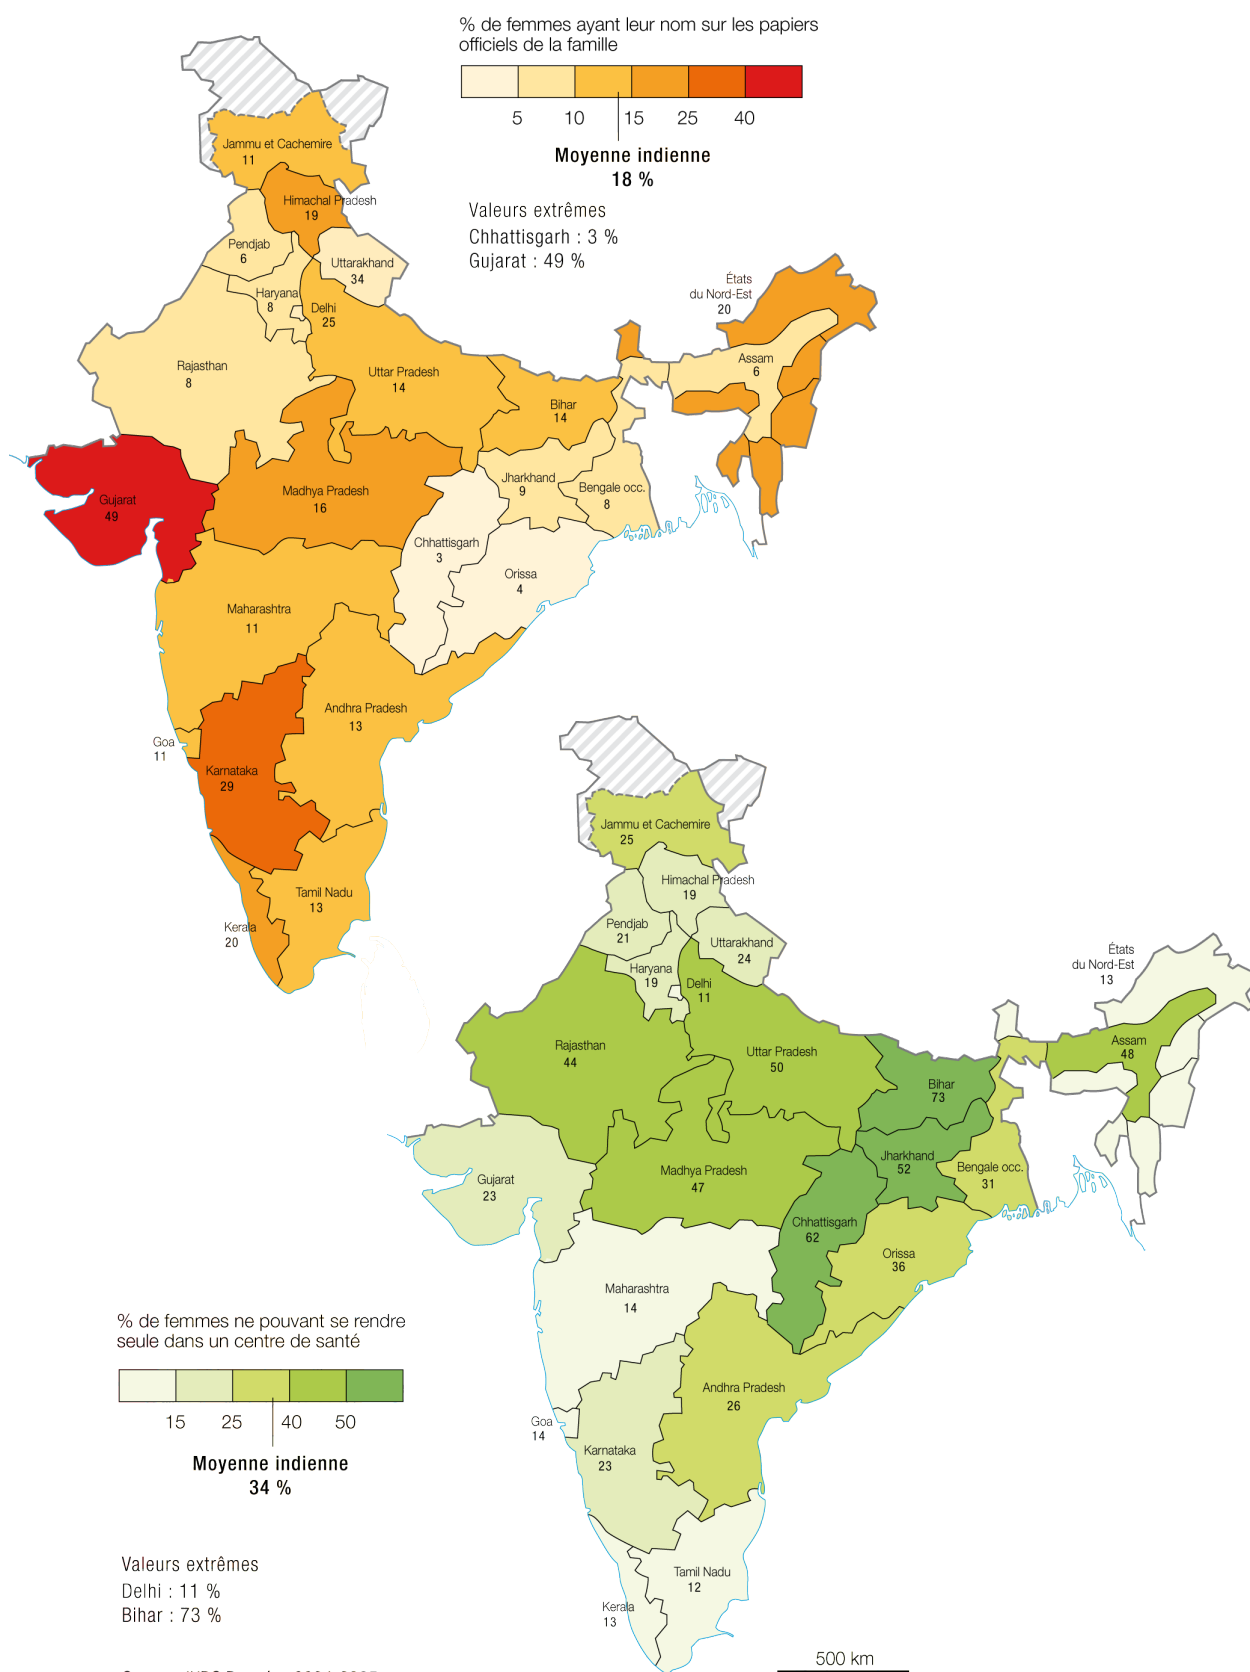 % de femmes ayant leur nom sur les papiers
officiels de la famille
5 10 15 25 40
Moyenne indienne
18 %
Valeurs extrêmes
Chhattisgarh : 3 %
Gujarat : 49 %
Jammu et Cachemire
11
Himachal Pradesh
19
Pendjab
6
Uttarakhand
34
Haryana
8
Delhi
25
Rajasthan
8
Uttar Pradesh
14
Bihar
14
États
du Nord-Est
20
Assam
6
Gujarat
49
Madhya Pradesh
16
Jharkhand
9
Bengale occ.
8
Chhattisgarh
3
Orissa
4
Maharashtra
11
Andhra Pradesh
13
Goa
11
Karnataka
29
Tamil Nadu
13
Kerala
20
Jammu et Cachemire
25
Himachal Pradesh
19
Pendjab
21
Uttarakhand
24
Haryana
19
Delhi
11
Rajasthan
44
Uttar Pradesh
50
Bihar
73
États
du Nord-Est
13
Assam
48
Gujarat
23
Madhya Pradesh
47
Jharkhand
52
Bengale occ.
31
Chhattisgarh
62
Orissa
36
Maharashtra
14
Andhra Pradesh
26
Goa
14
Karnataka
23
Tamil Nadu
12
Kerala
13
% de femmes ne pouvant se rendre
seule dans un centre de santé
15 25 40 50
Moyenne indienne
34 %
Valeurs extrêmes
Delhi : 11 %
Bihar : 73 %
500 km